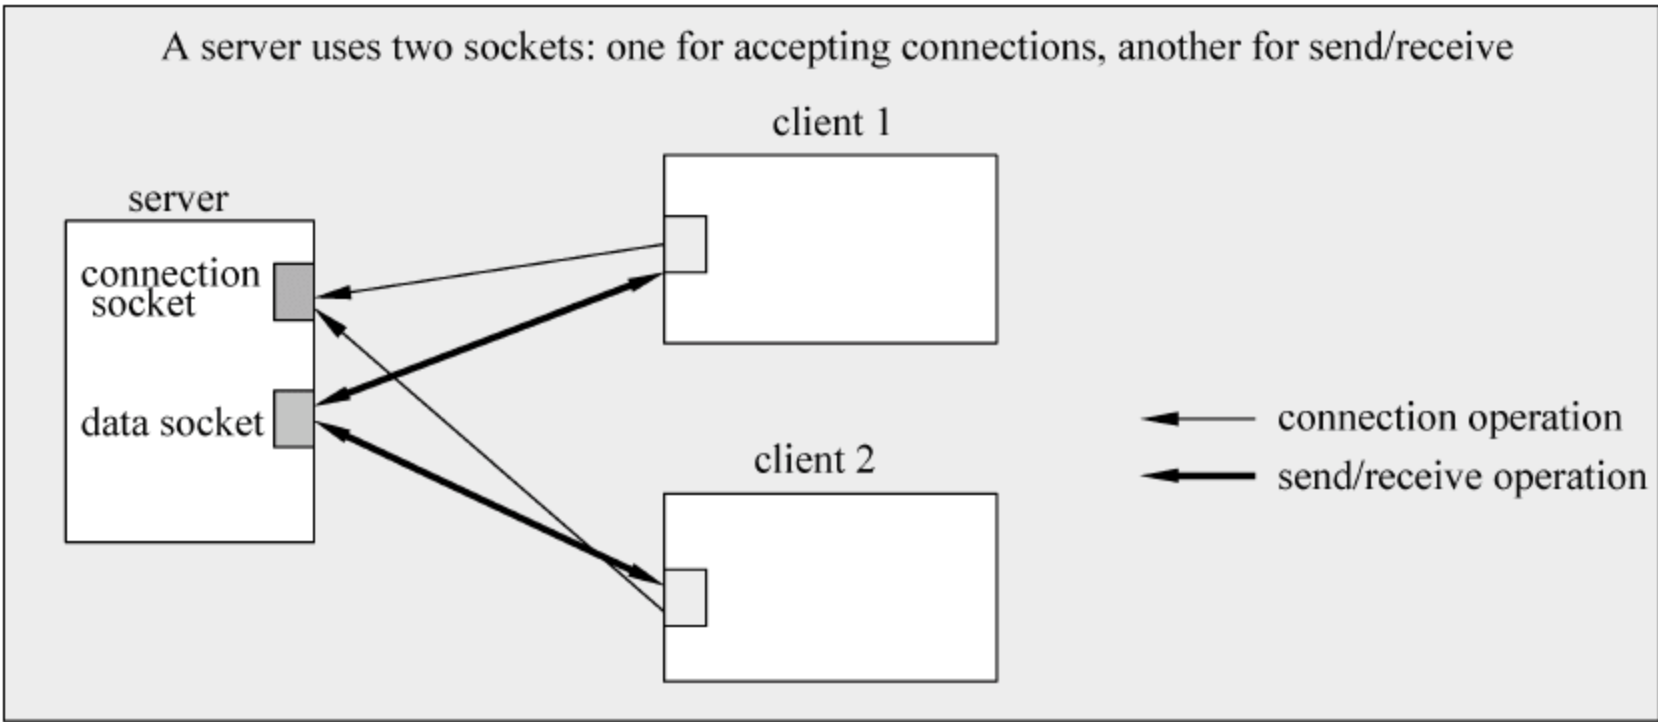 A server uses two sockets: one for accepting connections, another for send/receive
client 1
server
connection
socket
data socket
client 2
connection operation
send/receive operation